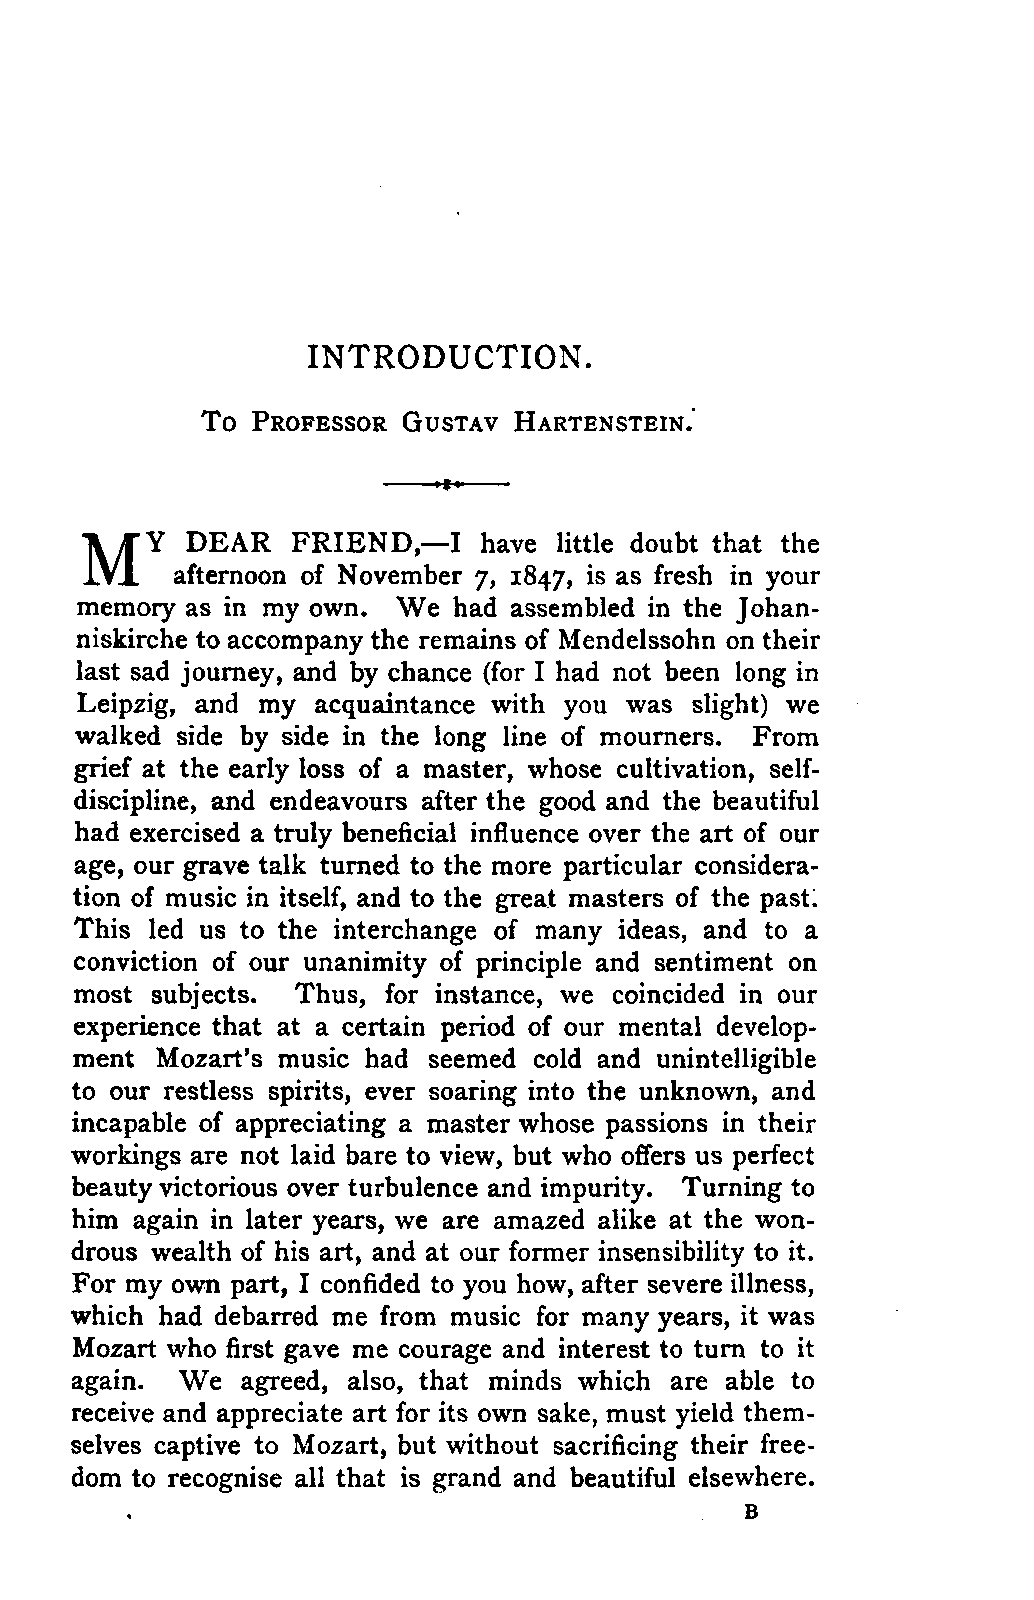 INTRODUCTION.
To Professor Gustav Hartenstein.
MY DEAR FRIEND,—I have little doubt that the
afternoon of November 7, 1847, is as fresh in your
memory as in my own. We had assembled in the Johan-
niskirche to accompany the remains of Mendelssohn on their
last sad journey, and by chance (for I had not been long in
Leipzig, and my acquaintance with you was slight) we
walked side by side in the long line of mourners. From
grief at the early loss of a master, whose cultivation, self-
discipline, and endeavours after the good and the beautiful
had exercised a truly beneficial influence over the art of our
age, our grave talk turned to the more particular considera-
tion of music in itself, and to the great masters of the past.
This led us to the interchange of many ideas, and to a
conviction of our unanimity of principle and sentiment on
most subjects. Thus, for instance, we coincided in our
experience that at a certain period of our mental develop-
ment Mozart's music had seemed cold and unintelligible
to our restless spirits, ever soaring into the unknown, and
incapable of appreciating a master whose passions in their
workings are not laid bare to view, but who offers us perfect
beauty victorious over turbulence and impurity. Turning to
him again in later years, we are amazed alike at the won-
drous wealth of his art, and at our former insensibility to it.
For my own part, I confided to you how, after severe illness,
which had debarred me from music for many years, it was
Mozart who first gave me courage and interest to turn to it
again. We agreed, also, that minds which are able to
receive and appreciate art for its own sake, must yield them-
selves captive to Mozart, but without sacrificing their free-
dom to recognise all that is grand and beautiful elsewhere.
B